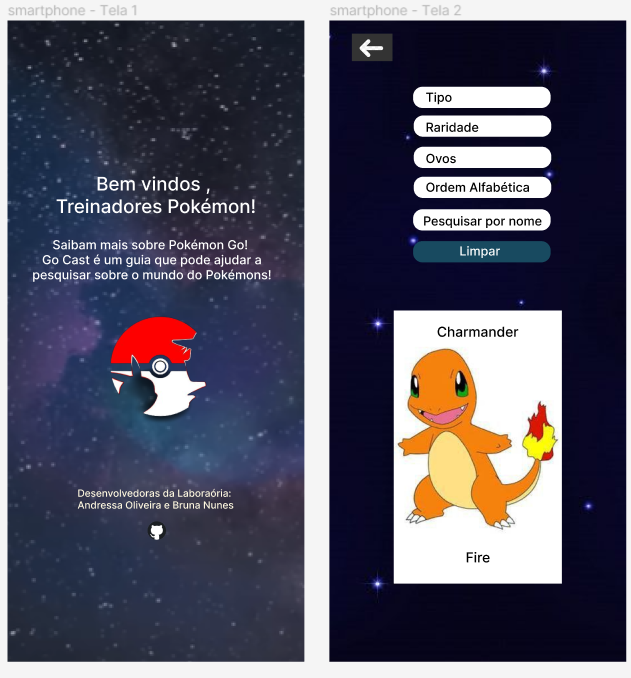 smartphone - Tela 1
Bem vindos ,
Treinadores Pokémon!
Saibam mais sobre Pokémon Go!
Go Cast é um guia que pode ajudar a
pesquisar sobre o mundo do Pokémons!
Desenvolvedoras da Laboraória:
Andressa Oliveira e Bruna Nunes
smartphone - Tela 2
Tipo
Raridade
Ovos
Ordem Alfabética
Pesquisar por nome
Limpar
Charmander
Fire